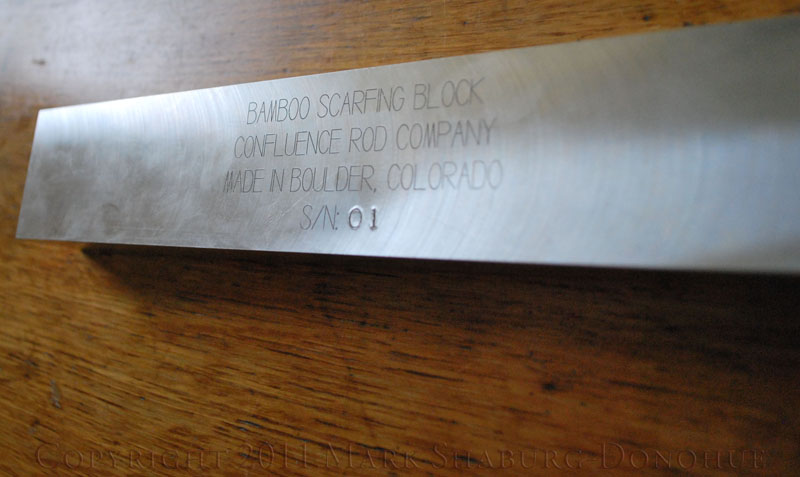 BAMBOO SCARFING BLOCK
CONFLUENCE ROD COMPANY
MADE IN BOULDER, COLORADO
S/N: 01
Copyright 2011 Mark Shaburg-Donohue